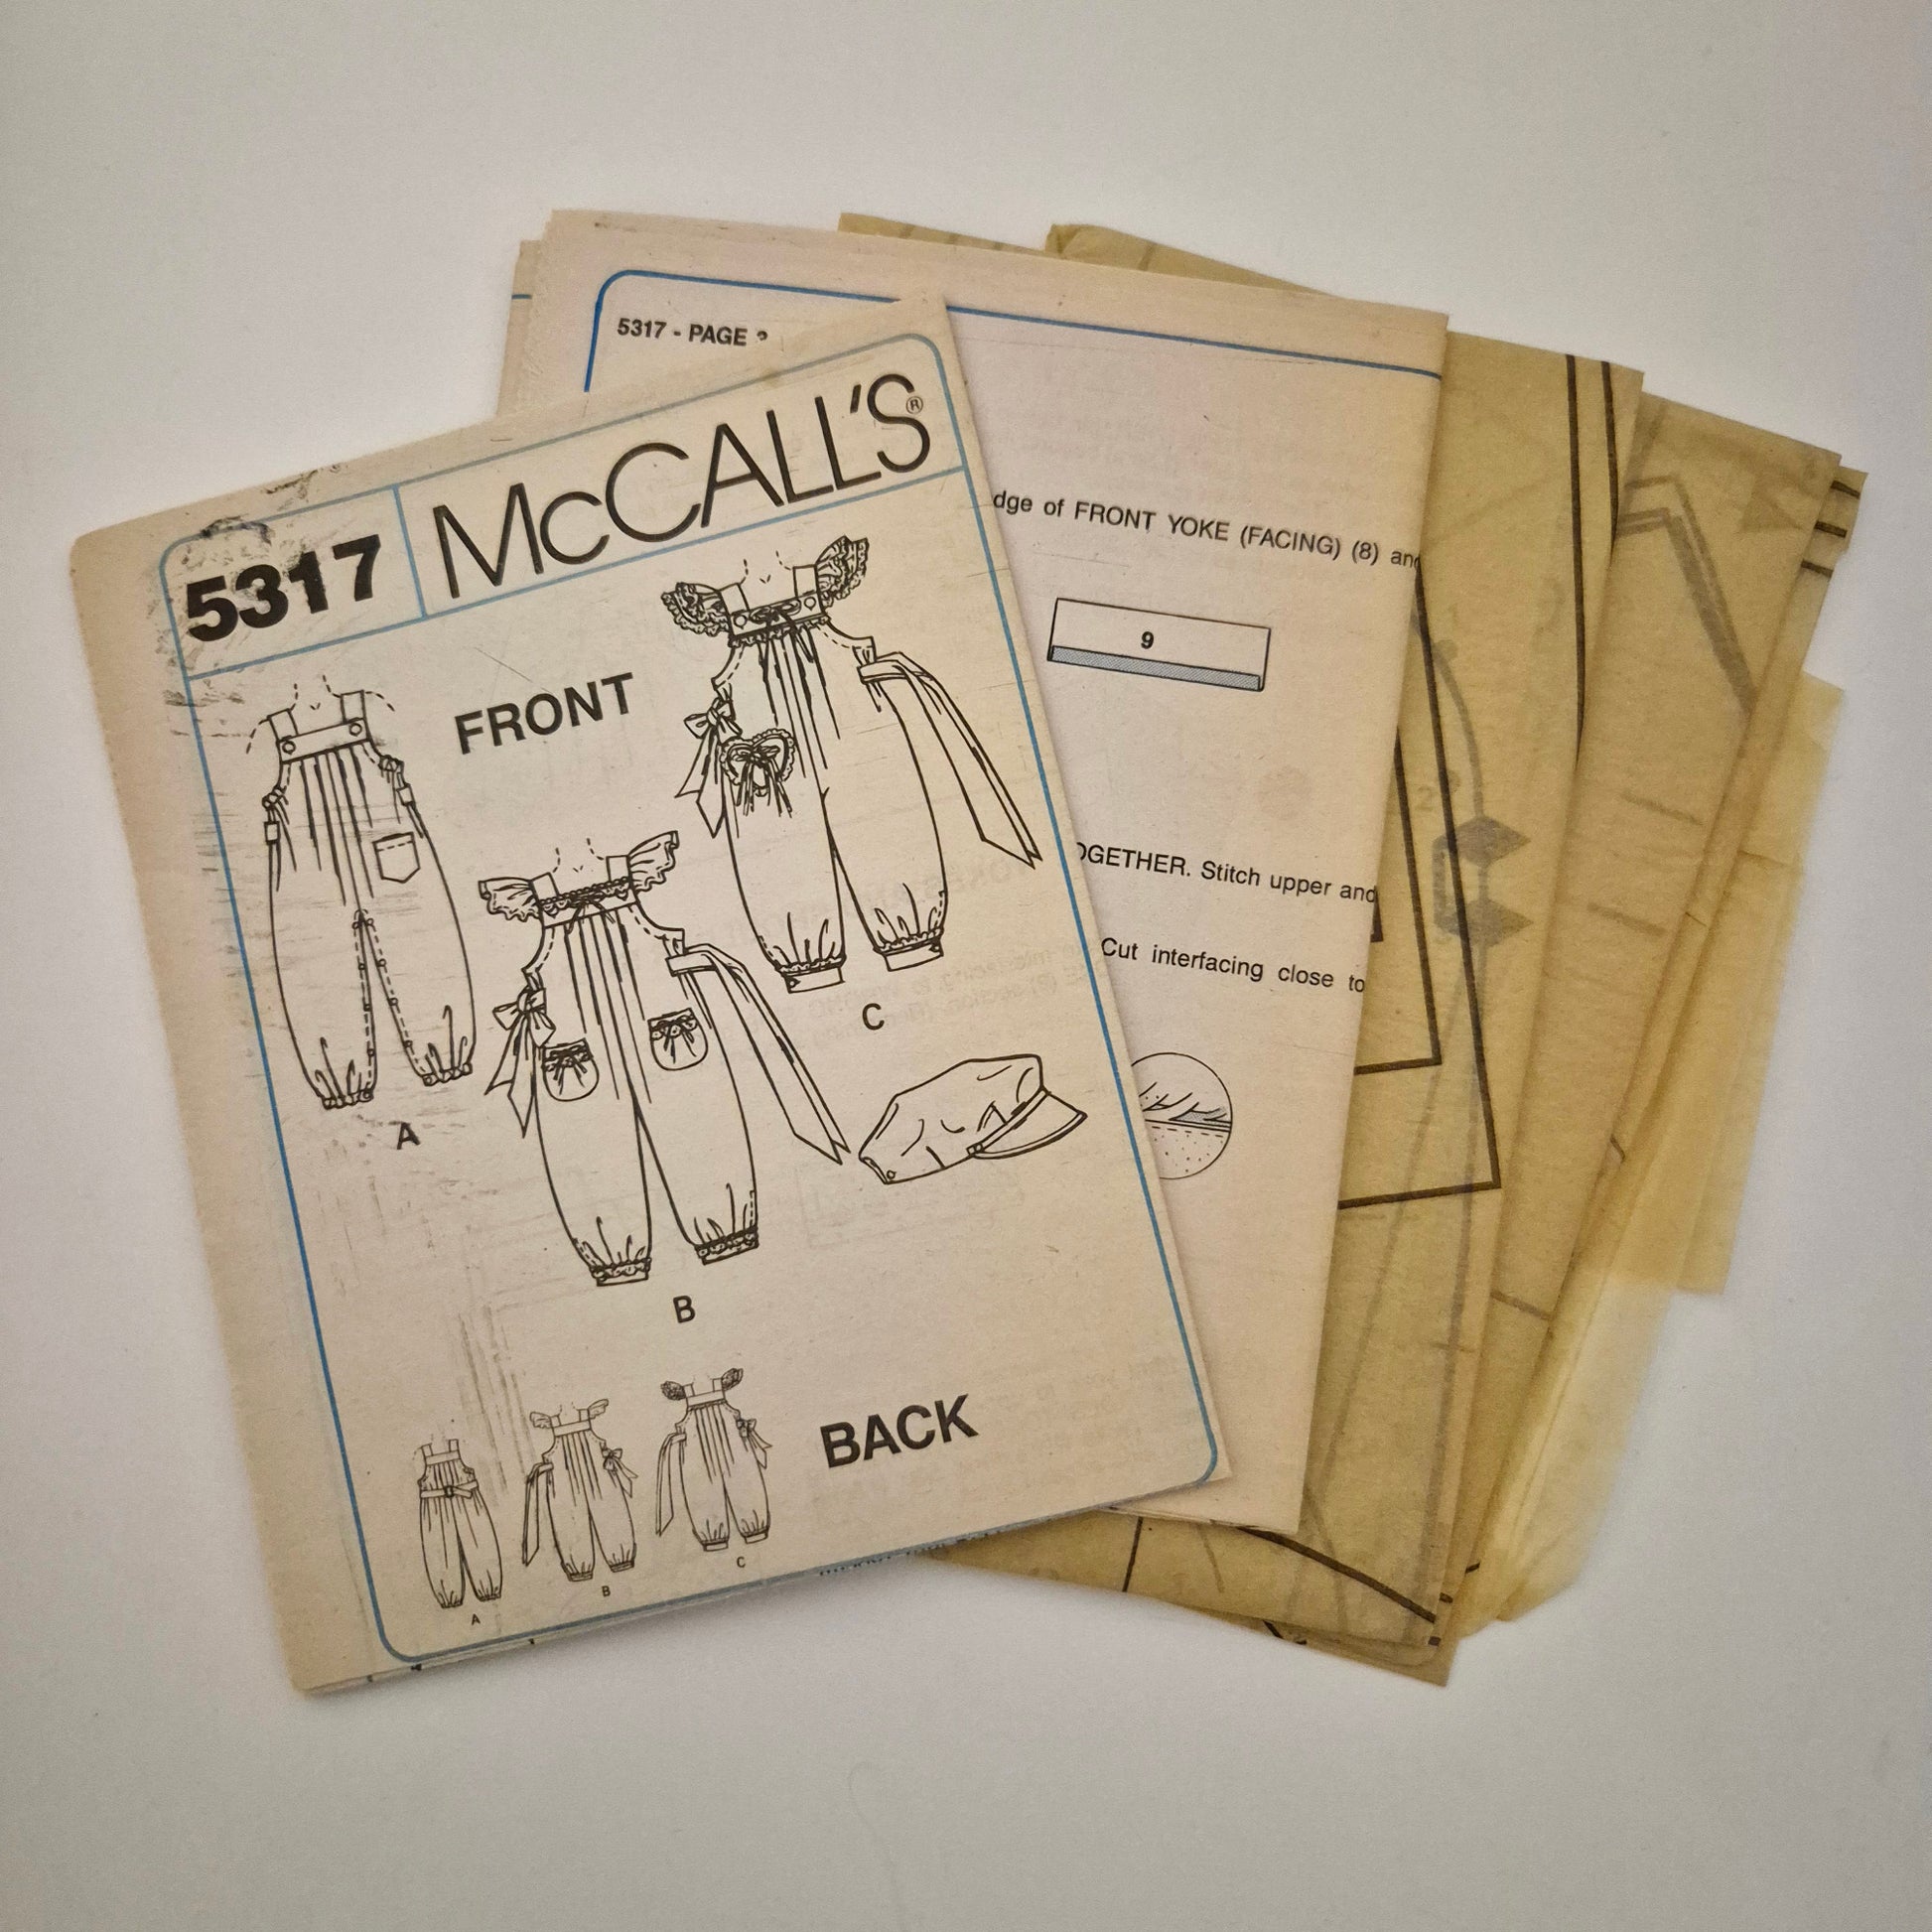 5317 - PAGE
5317
McCALL'S®
FRONT
A
B
C
BACK
A
B
C
dge of FRONT YOKE (FACING) (8) and
9
OGETHER. Stitch upper and
Cut interfacing close to